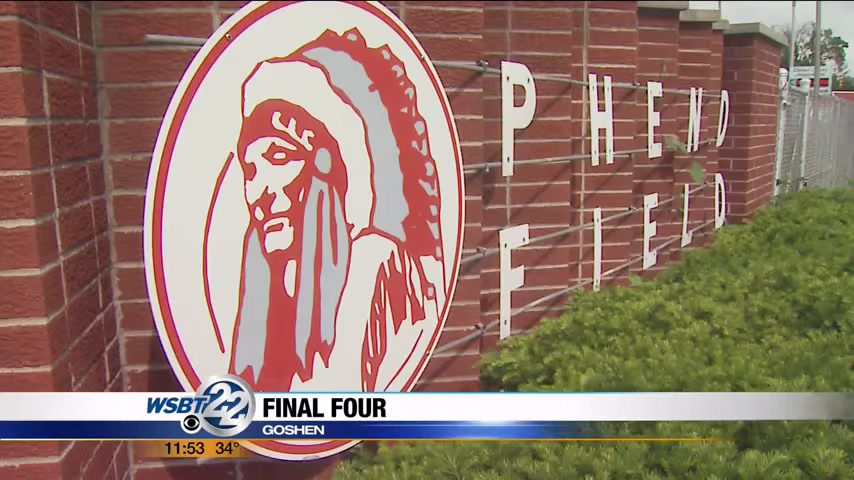 PHEND
FIELD
WSBT 22 FINAL FOUR
GOSHEN
11:53 34°